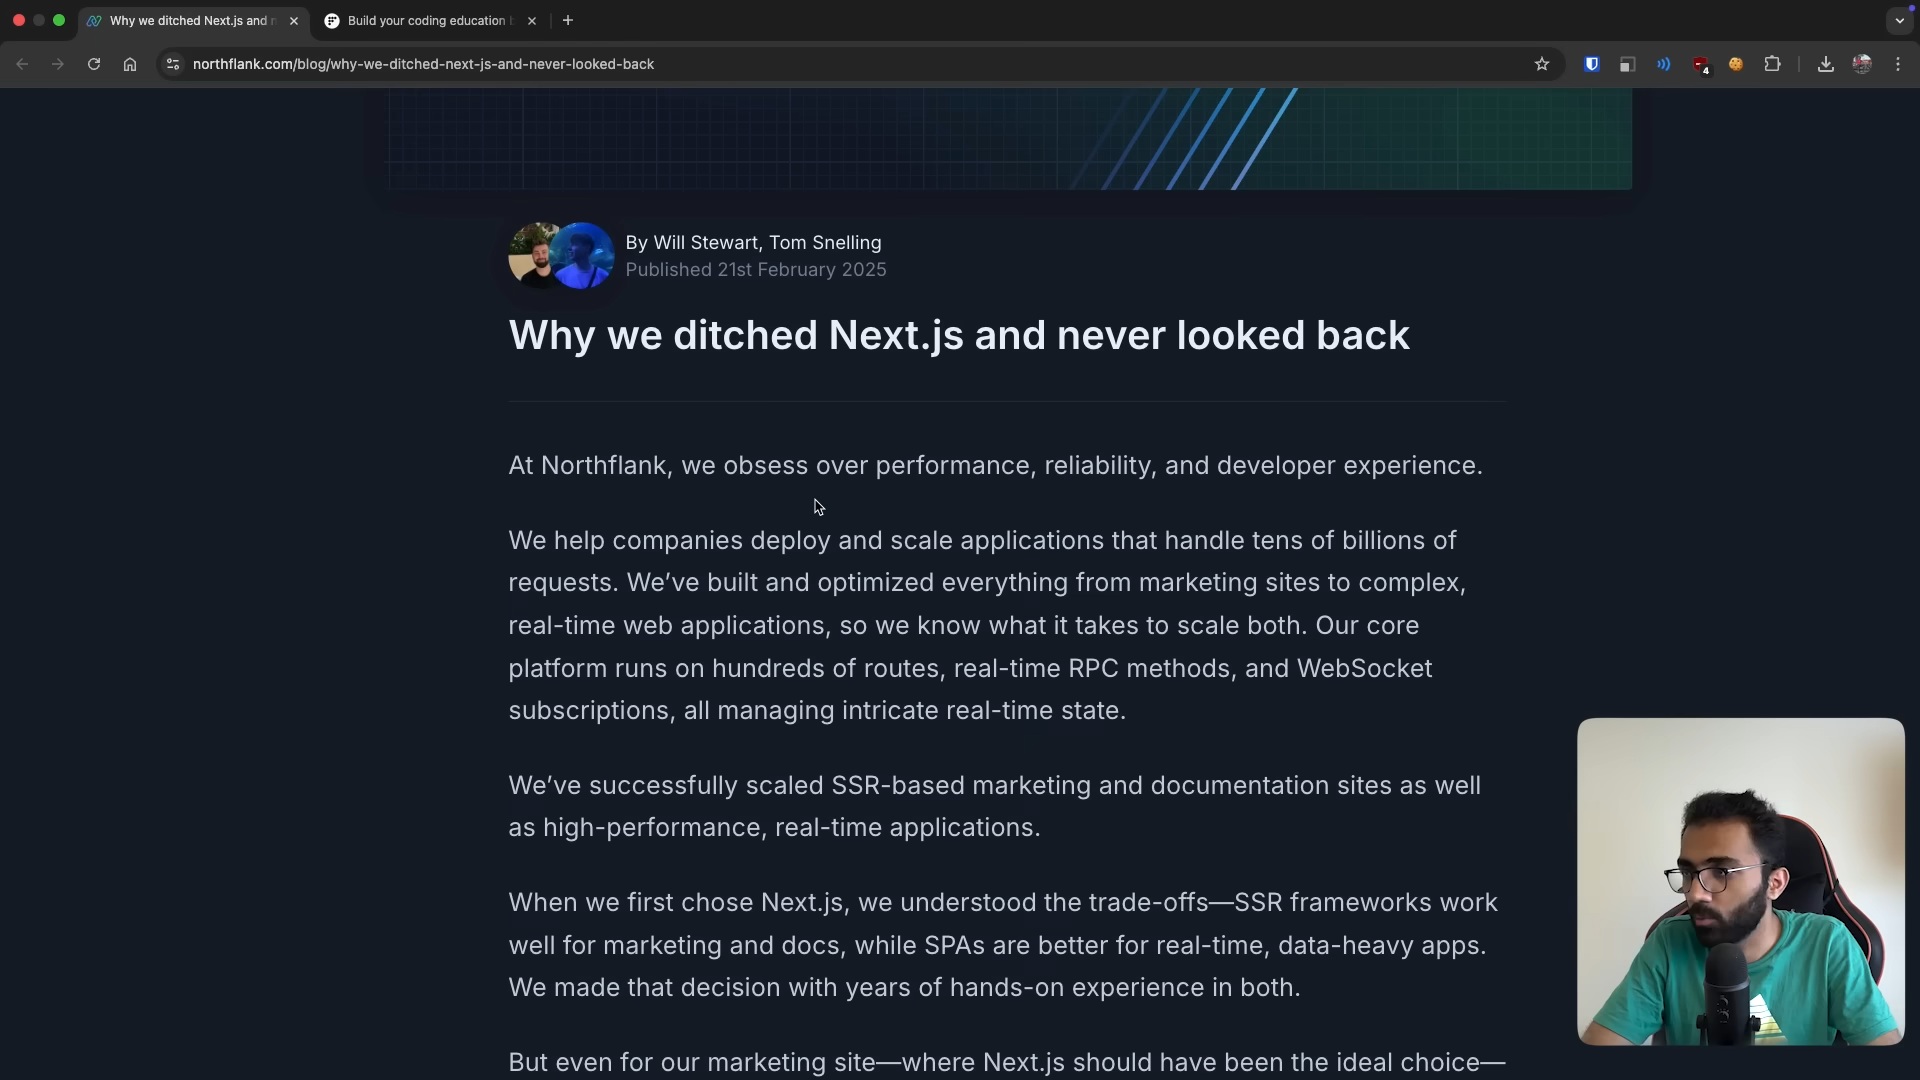 Why we ditched Next.js and n
Build your coding education b
northflank.com/blog/why-we-ditched-next-js-and-never-looked-back
4
By Will Stewart, Tom Snelling
Published 21st February 2025
Why we ditched Next.js and never looked back
At Northflank, we obsess over performance, reliability, and developer experience.
We help companies deploy and scale applications that handle tens of billions of
requests. We’ve built and optimized everything from marketing sites to complex,
real-time web applications, so we know what it takes to scale both. Our core
platform runs on hundreds of routes, real-time RPC methods, and WebSocket
subscriptions, all managing intricate real-time state.
We’ve successfully scaled SSR-based marketing and documentation sites as well
as high-performance, real-time applications.
When we first chose Next.js, we understood the trade-offs—SSR frameworks work
well for marketing and docs, while SPAs are better for real-time, data-heavy apps.
We made that decision with years of hands-on experience in both.
But even for our marketing site—where Next.js should have been the ideal choice—